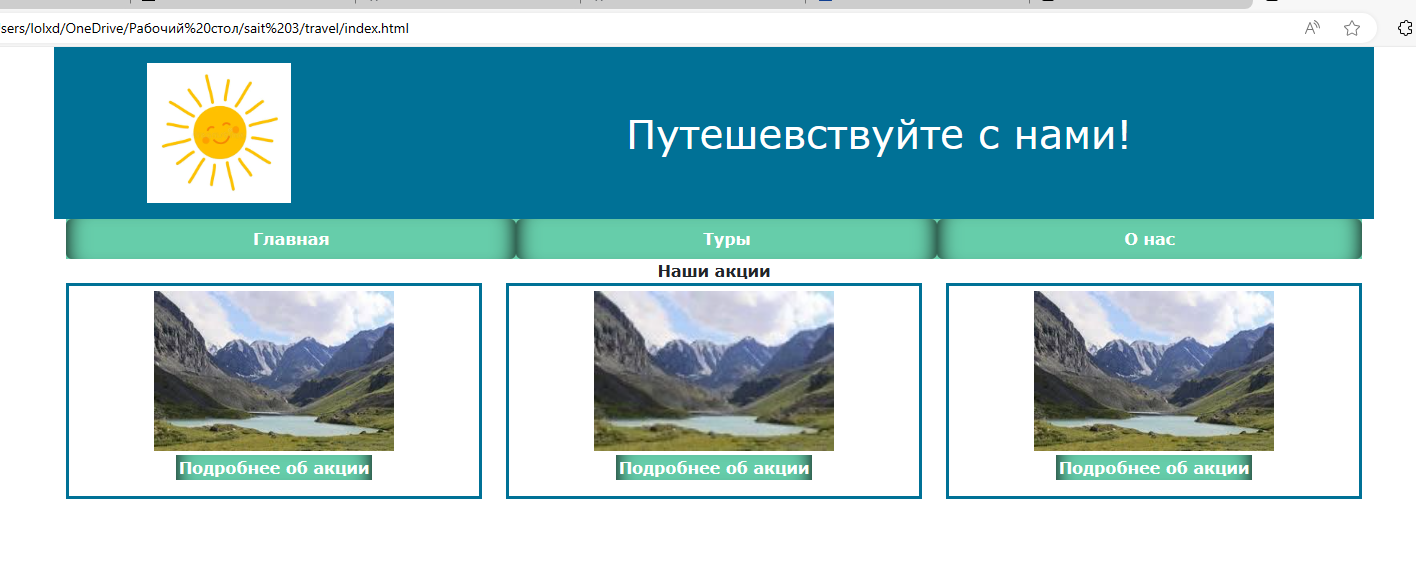 sers/lolxd/OneDrive/Рабочий%20стол/sait%203/travel/index.html
Путешевствуйте с нами!
Главная Туры О нас
Наши акции
Подробнее об акции Подробнее об акции Подробнее об акции